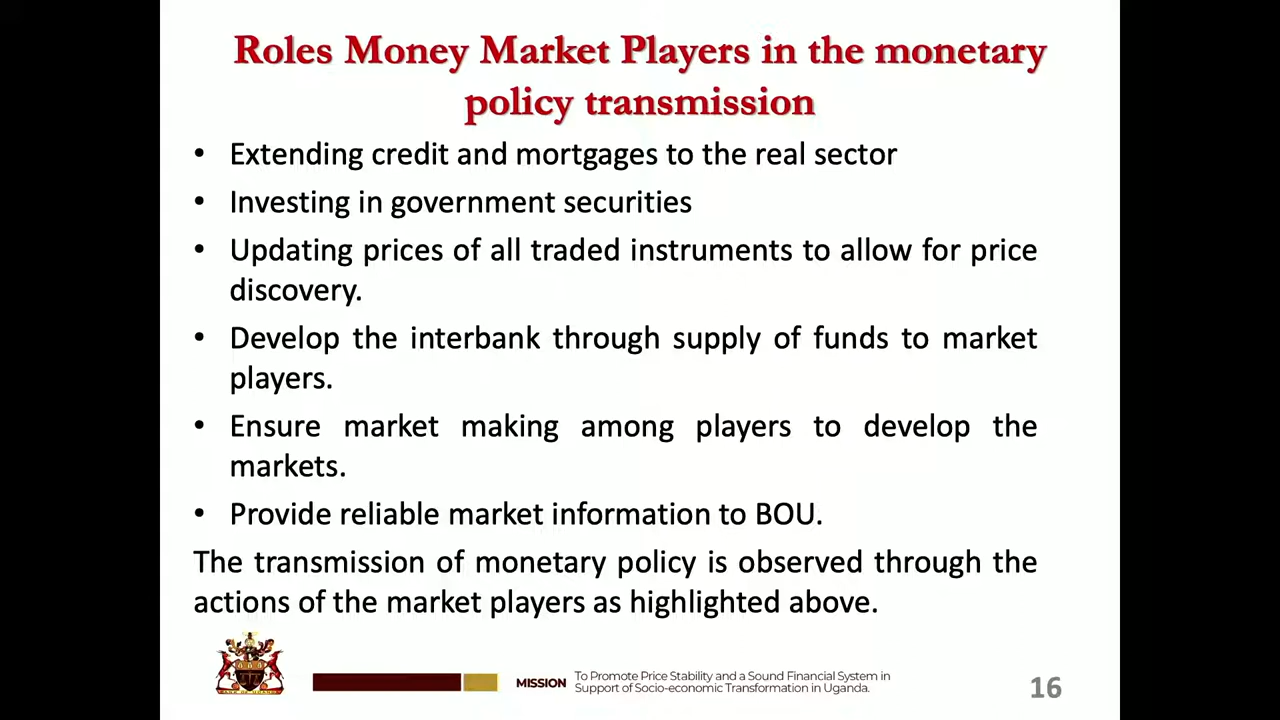 Roles Money Market Players in the monetary
policy transmission
• Extending credit and mortgages to the real sector
• Investing in government securities
• Updating prices of all traded instruments to allow for price
discovery.
• Develop the interbank through supply of funds to market
players.
• Ensure market making among players to develop the
markets.
• Provide reliable market information to BOU.
The transmission of monetary policy is observed through the
actions of the market players as highlighted above.
MISSION To Promote Price Stability and a Sound Financial System in
Support of Socio-economic Transformation in Uganda.
16